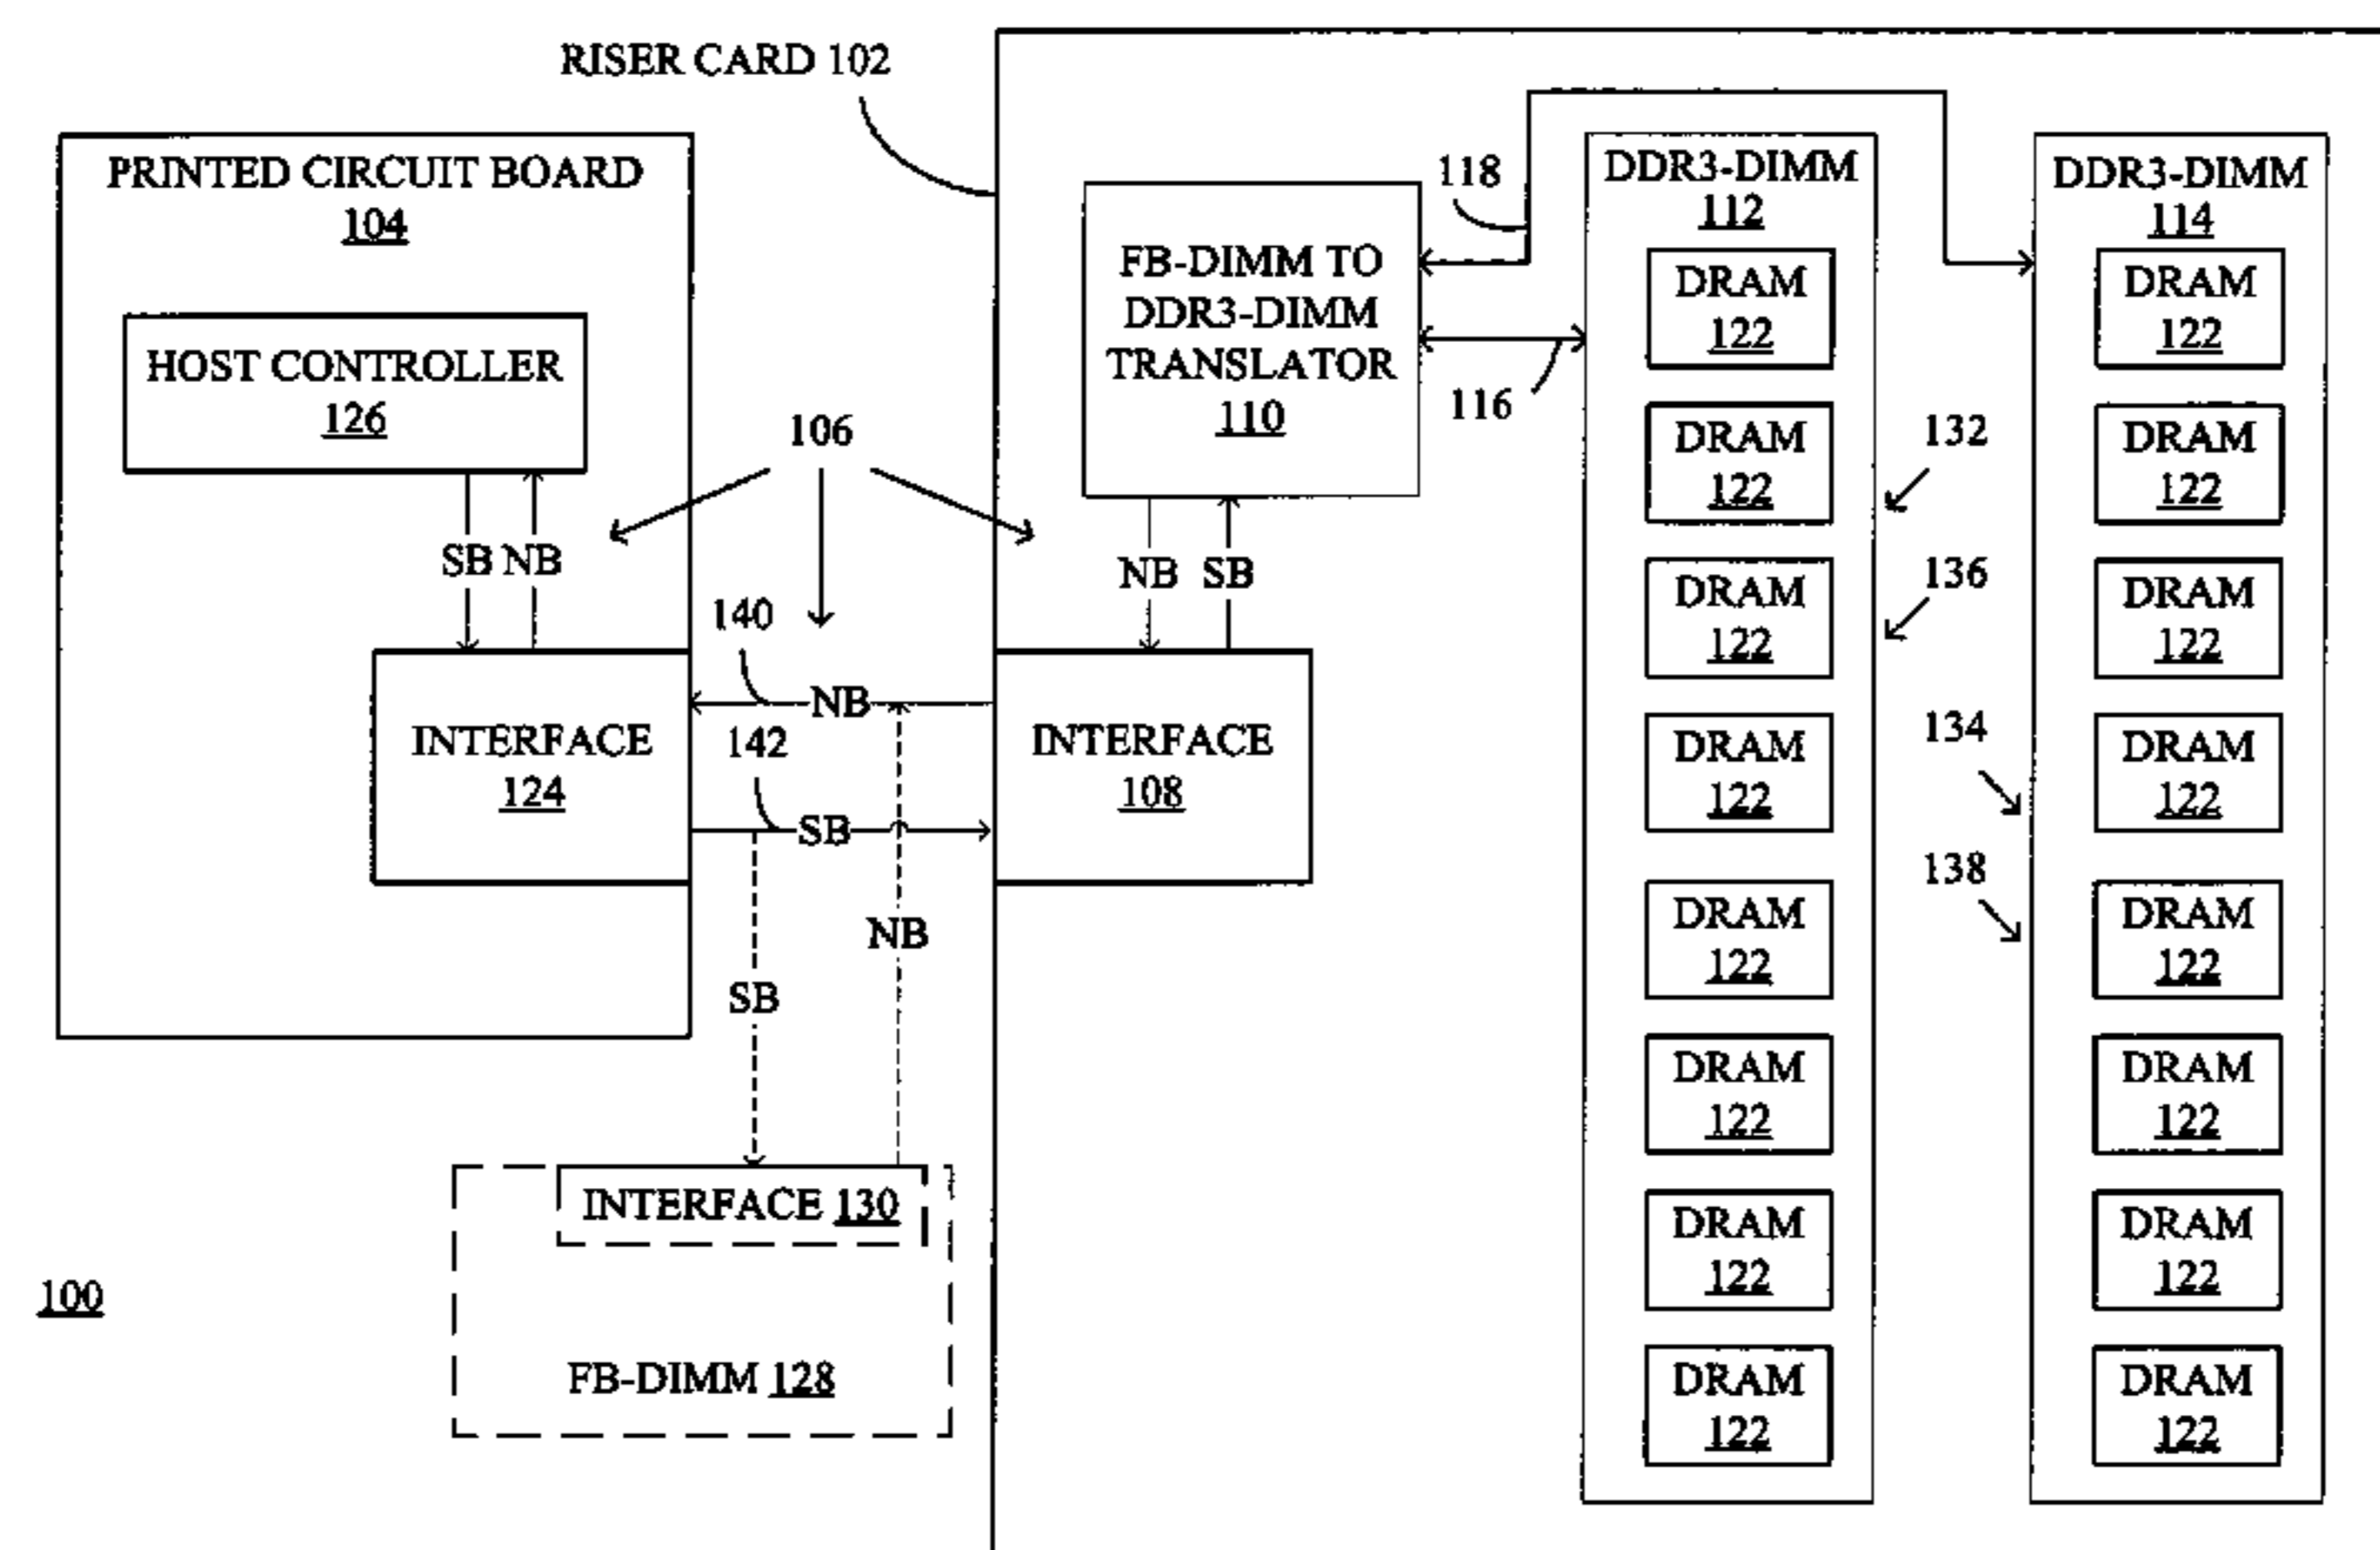 RISER CARD 102
PRINTED CIRCUIT BOARD
104
HOST CONTROLLER
126
SB NB
106
140
NB
142
SB
INTERFACE
124
INTERFACE
108
SB
NB
INTERFACE 130
FB-DIMM 128
100
FB-DIMM TO
DDR3-DIMM
TRANSLATOR
110
NB SB
118
116
DDR3-DIMM
112
DRAM
122
DRAM
122
DRAM
122
DRAM
122
DRAM
122
DRAM
122
DRAM
122
DRAM
122
132
136
134
138
DDR3-DIMM
114
DRAM
122
DRAM
122
DRAM
122
DRAM
122
DRAM
122
DRAM
122
DRAM
122
DRAM
122